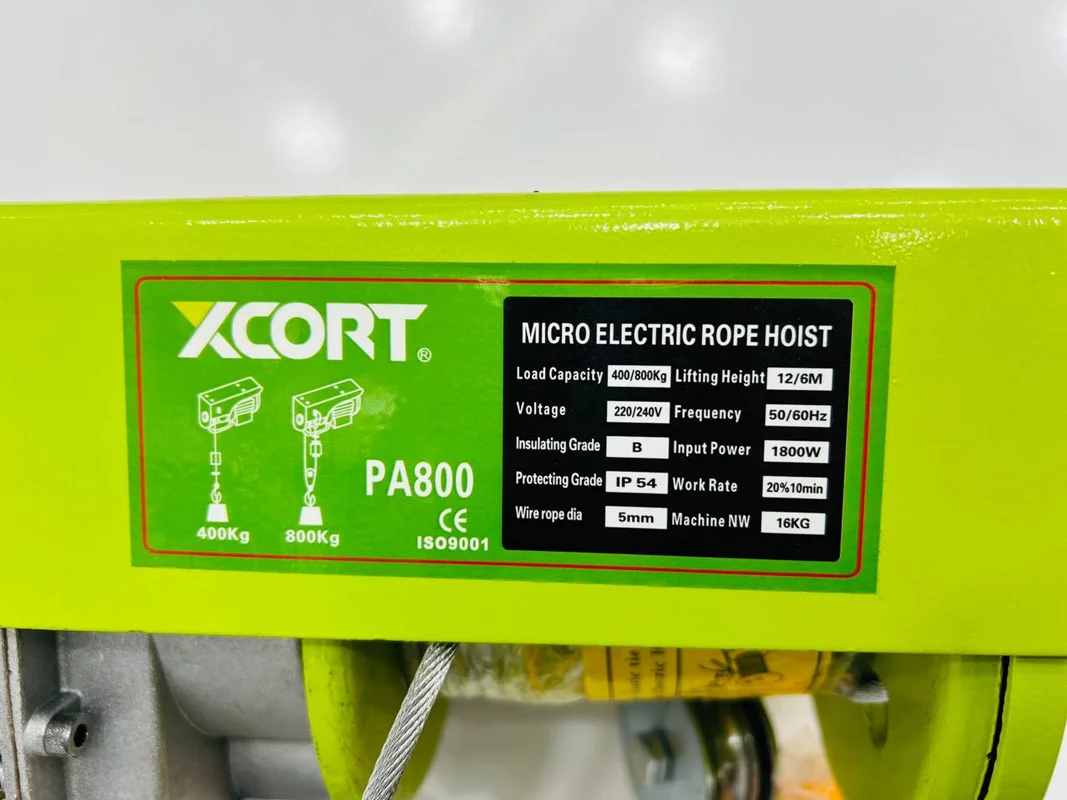 XCORT®
400Kg
800Kg
PA800
CE
ISO9001
MICRO ELECTRIC ROPE HOIST
Load Capacity 400/800Kg Lifting Height 12/6M
Voltage 220/240V Frequency 50/60Hz
Insulating Grade B Input Power 1800W
Protecting Grade IP 54 Work Rate 20%10min
Wire rope dia 5mm Machine NW 16KG